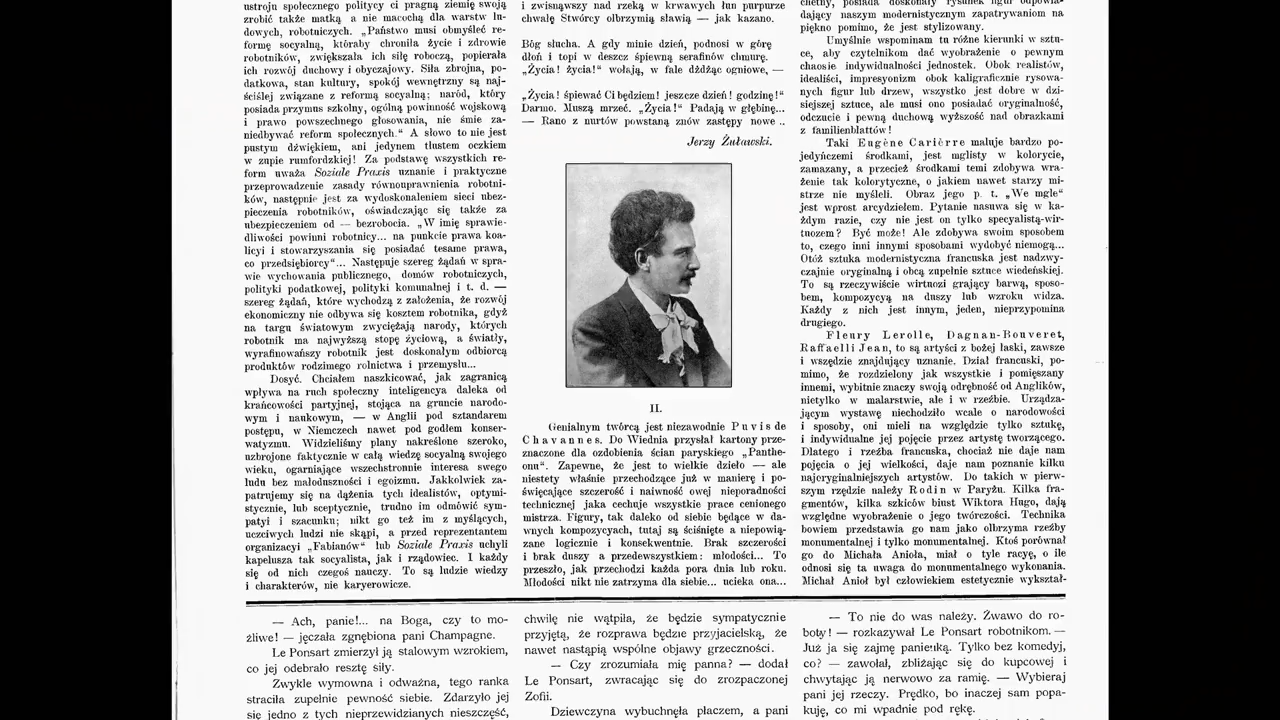 ustroju społecznego politycy ci pragną ziemię swoją
zrobić także matką a nie macochą dla warstw lu-
dowych, robotniczych. „Państwo musi obmyśleć re-
formę socyalną, któraby chroniła życie i zdrowie
robotników, zwiększała ich siłę roboczą, popierała
ich rozwój duchowy i obyczajowy. Siła zbrojna, po-
datkowa, stan kultury, spokój wewnętrzny są naj-
ściślej związane z reformą socyalną; naród, który
posiada przymus szkolny, ogólną powinność wojskową
i prawo powszechnego głosowania, nie śmie za-
niedbywać reform społecznych.“ A słowo to nie jest
pustym dźwiękiem, ani jedynem tłustem oczkiem
w zupie rumfordzkiej! Za podstawę wszystkich re-
form uważa Soziale Praxis uznanie i praktyczne
przeprowadzenie zasady równouprawnienia robotni-
ków, następnie jest za wydoskonaleniem sieci ubez-
pieczenia robotników, oświadczając się także za
ubezpieczeniem od — bezrobocia. „W imię sprawie-
dliwości powinni robotnicy... na punkcie prawa koa-
licyi i stowarzyszania się posiadać tesame prawa,
co przedsiębiorcy“... Następuje szereg żądań w spra-
wie wychowania publicznego, domów robotniczych,
polityki podatkowej, polityki komunalnej i t. d. —
szereg żądań, które wychodzą z założenia, że rozwój
ekonomiczny nie odbywa się kosztem robotnika, gdyż
na targu światowym zwyciężają narody, których
robotnik ma najwyższą stopę życiową, a światły,
wyrafinowańszy robotnik jest doskonałym odbiorcą
produktów rodzimego rolnictwa i przemysłu...
Dosyć. Chciałem naszkicować, jak zagranicą
wpływa na ruch społeczny inteligencya daleka od
krańcowości partyjnej, stojąca na gruncie narodo-
wym i naukowym, — w Anglii pod sztandarem
postępu, w Niemczech nawet pod godłem konser-
watyzmu. Widzieliśmy plany nakreślone szeroko,
uzbrojone faktycznie w całą wiedzę socyalną swojego
wieku, ogarniające wszechstronnie interesa swego
ludu bez małoduszności i egoizmu. Jakkolwiek za-
patrujemy się na dążenia tych idealistów, optymi-
stycznie, lub sceptycznie, trudno im odmówić sym-
patyi i szacunku; nikt go też im z myślących,
uczciwych ludzi nie skąpi, a przed reprezentantem
organizacyi „Fabianów“ lub Soziale Praxis uchyli
kapelusza tak socyalista, jak i rządowiec. I każdy
się od nich czegoś nauczy. To są ludzie wiedzy
i charakterów, nie karyerowicze.
i zwisnąwszy nad rzeką w krwawych łun purpurze
chwalę Stwórcy olbrzymią sławią — jak kazano.
Bóg słucha. A gdy minie dzień, podnosi w górę
dłoń i topi w deszcz śpiewną serafinów chmurę.
„Życia! życia!“ wołają, w fale dżdżąc ogniowe, —
„Życia! śpiewać Ci będziem! jeszcze dzień! godzinę!“
Darmo. Muszą mrzeć. „Życia!“ Padają w głębinę...
— Rano z nurtów powstaną znów zastępy nowe ..
Jerzy Żuławski.
II.
Genialnym twórcą jest niezawodnie Puvis de
Chavannes. Do Wiednia przysłał kartony prze-
znaczone dla ozdobienia ścian paryskiego „Panthe-
onu“. Zapewne, że jest to wielkie dzieło — ale
niestety właśnie przechodzące już w manierę i po-
święcające szczerość i naiwność owej nieporadności
technicznej jaka cechuje wszystkie prace cenionego
mistrza. Figury, tak daleko od siebie będące w da-
wnych kompozycyach, tutaj są ściśnięte a niepowią-
zane logicznie i konsekwentnie. Brak szczerości
i brak duszy a przedewszystkiem: młodości... To
przeszło, jak przechodzi każda pora dnia lub roku.
Młodości nikt nie zatrzyma dla siebie... ucieka ona...
chetny, posiada doskonały rysunek figur odpowia-
dający naszym modernistycznym zapatrywaniom na
piękno pomimo, że jest stylizowany.
Umyślnie wspominam tu różne kierunki w sztu-
ce, aby czytelnikom dać wyobrażenie o pewnym
chaosie indywidualności jednostek. Obok realistów,
idealiści, impresyonizm obok kaligraficznie rysowa-
nych figur lub drzew, wszystko jest dobre w dzi-
siejszej sztuce, ale musi ono posiadać oryginalność,
odczucie i pewną duchową wyższość nad obrazkami
z familienblattów!
Taki Eugène Carièrre maluje bardzo po-
jedyńczemi środkami, jest mglisty w kolorycie,
zamazany, a przecież środkami temi zdobywa wra-
żenie tak kolorytyczne, o jakiem nawet starzy mi-
strze nie myśleli. Obraz jego p. t. „We mgle“
jest wprost arcydziełem. Pytanie nasuwa się w ka-
żdym razie, czy nie jest on tylko specyalistą-wir-
tuozem? Być może! Ale zdobywa swoim sposobem
to, czego inni innymi sposobami wydobyć niemogą...
Otóż sztuka modernistyczna francuska jest nadzwy-
czajnie oryginalną i obcą zupełnie sztuce wiedeńskiej.
To są rzeczywiście wirtuozi grający barwą, sposo-
bem, kompozycyą na duszy lub wzroku widza.
Każdy z nich jest innym, jeden, nieprzypomina
drugiego.
Fleury Lerolle, Dagnan-Bouveret,
Raffaelli Jean, to są artyści z bożej łaski, zawsze
i wszędzie znajdujący uznanie. Dział francuski, po-
mimo, że rozdzielony jak wszystkie i pomięszany
innemi, wybitnie znaczy swoją odrębność od Anglików,
nietylko w malarstwie, ale i w rzeźbie. Urządza-
jącym wystawę niechodziło wcale o narodowości
i sposoby, oni mieli na względzie tylko sztukę,
i indywidualne jej pojęcie przez artystę tworzącego.
Dlatego i rzeźba francuska, chociaż nie daje nam
pojęcia o jej wielkości, daje nam poznanie kilku
najoryginalniejszych artystów. Do takich w pierw-
szym rzędzie należy Rodin w Paryżu. Kilka fra-
gmentów, kilka szkiców biust Wiktora Hugo, dają
względne wyobrażenie o jego twórczości. Technika
bowiem przedstawia go nam jako olbrzyma rzeźby
monumentalnej i tylko monumentalnej. Ktoś porównał
go do Michała Anioła, miał o tyle racyę, o ile
odnosi się ta uwaga do monumentalnego wykonania.
Michał Anioł był człowiekiem estetycznie wykształ-
— Ach, panie!... na Boga, czy to mo-
żliwe! — jęczała zgnębiona pani Champagne.
Le Ponsart zmierzył ją stalowym wzrokiem,
co jej odebrało resztę siły.
Zwykle wymowna i odważna, tego ranka
straciła zupełnie pewność siebie. Zdarzyło jej
się jedno z tych nieprzewidzianych nieszczęść,
chwilę nie wątpiła, że będzie sympatycznie
przyjętą, że rozprawa będzie przyjacielską, że
nawet nastąpią wspólne objawy grzeczności.
— Czy zrozumiała mię panna? — dodał
Le Ponsart, zwracając się do zrozpaczonej
Zofii.
Dziewczyna wybuchnęła płaczem, a pani
— To nie do was należy. Żwawo do ro-
boty! — rozkazywał Le Ponsart robotnikom. —
Już ja się zajmę panienką. Tylko bez komedyj,
co? — zawołał, zbliżając się do kupcowej i
chwytając ją nerwowo za ramię. — Wybieraj
pani jej rzeczy. Prędko, bo inaczej sam popa-
kuję, co mi wpadnie pod rękę.